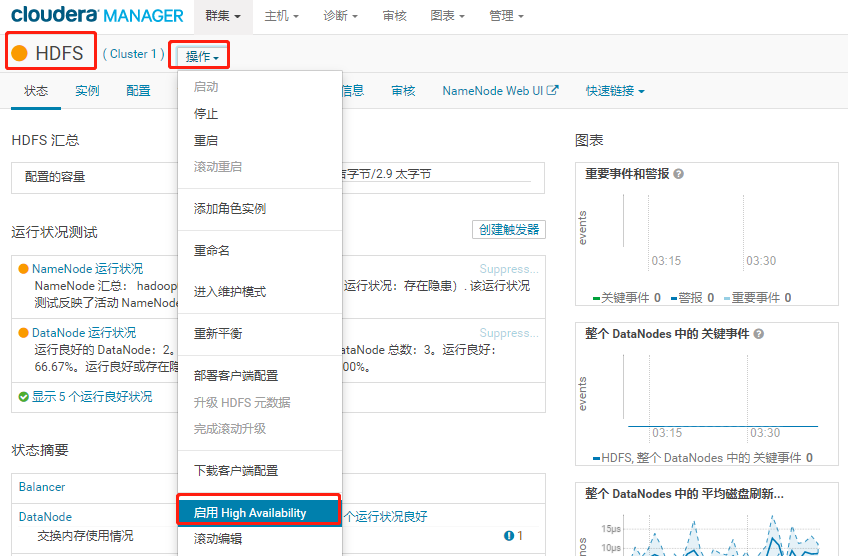 cloudera MANAGER 群集 主机 诊断 审核 图表 管理
HDFS ( Cluster 1 ) 操作
状态 实例 配置 信息 审核 NameNode Web UI 快速链接
启动
停止
重启
滚动重启
添加角色实例
重命名
进入维护模式
重新平衡
部署客户端配置
升级 HDFS 元数据
完成滚动升级
下载客户端配置
启用 High Availability
滚动编辑
HDFS 汇总
配置的容量 字节/2.9 太字节
运行状况测试 创建触发器
NameNode 运行状况 Suppress...
NameNode 汇总： hadoop 运行状况：存在隐患）. 该运行状况
测试反映了活动 NameNode
DataNode 运行状况 Suppress...
运行良好的 DataNode：2。 ataNode 总数：3。运行良好：
66.67%。运行良好或存在隐 00%。
显示 5 个运行良好状况
状态摘要
Balancer
DataNode 个运行状况良好
交换内存使用情况 1
图表
重要事件和警报
events
03:15 03:30
关键事件 0 警报 0 重要事件 0
整个 DataNodes 中的 关键事件
events
03:15 03:30
HDFS, 整个 DataNodes 中的 关键事件 0
整个 DataNodes 中的 平均磁盘刷新...
15μs
10μs